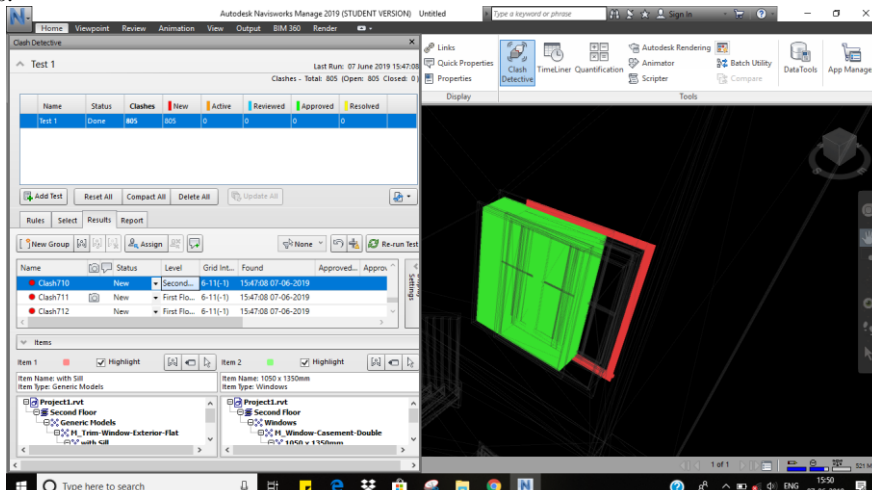 Autodesk Navisworks Manage 2019 (STUDENT VERSION) Untitled
Type a keyword or phrase
Sign In
Home Viewpoint Review Animation View Output BIM 360 Render
Clash Detective
Test 1
Last Run: 07 June 2019 15:47:08
Clashes - Total: 805 (Open: 805 Closed: 0)
Name Status Clashes New Active Reviewed Approved Resolved
Test 1 Done 805 805 0 0 0 0
Add Test Reset All Compact All Delete All Update All
Rules Select Results Report
New Group Assign None Re-run Test
Name Status Level Grid Int... Found Approved... Approv
Clash710 New Second... 6-11(-1) 15:47:08 07-06-2019
Clash711 New First Flo... 6-11(-1) 15:47:08 07-06-2019
Clash712 New First Flo... 6-11(-1) 15:47:08 07-06-2019
Settings
Items
Item 1 Highlight Item 2 Highlight
Item Name: with Sill
Item Type: Generic Models
Item Name: 1050 x 1350mm
Item Type: Windows
Project1.rvt
Second Floor
Generic Models
M_Trim-Window-Exterior-Flat
with Sill
Project1.rvt
Second Floor
Windows
M_Window-Casement-Double
1050 x 1350mm
Links
Quick Properties
Properties
Display
Clash Detective
TimeLiner
Quantification
Autodesk Rendering
Animator
Scripter
Batch Utility
Compare
DataTools
App Manage
Tools
1 of 1
521 M
Type here to search
ENG
15:50